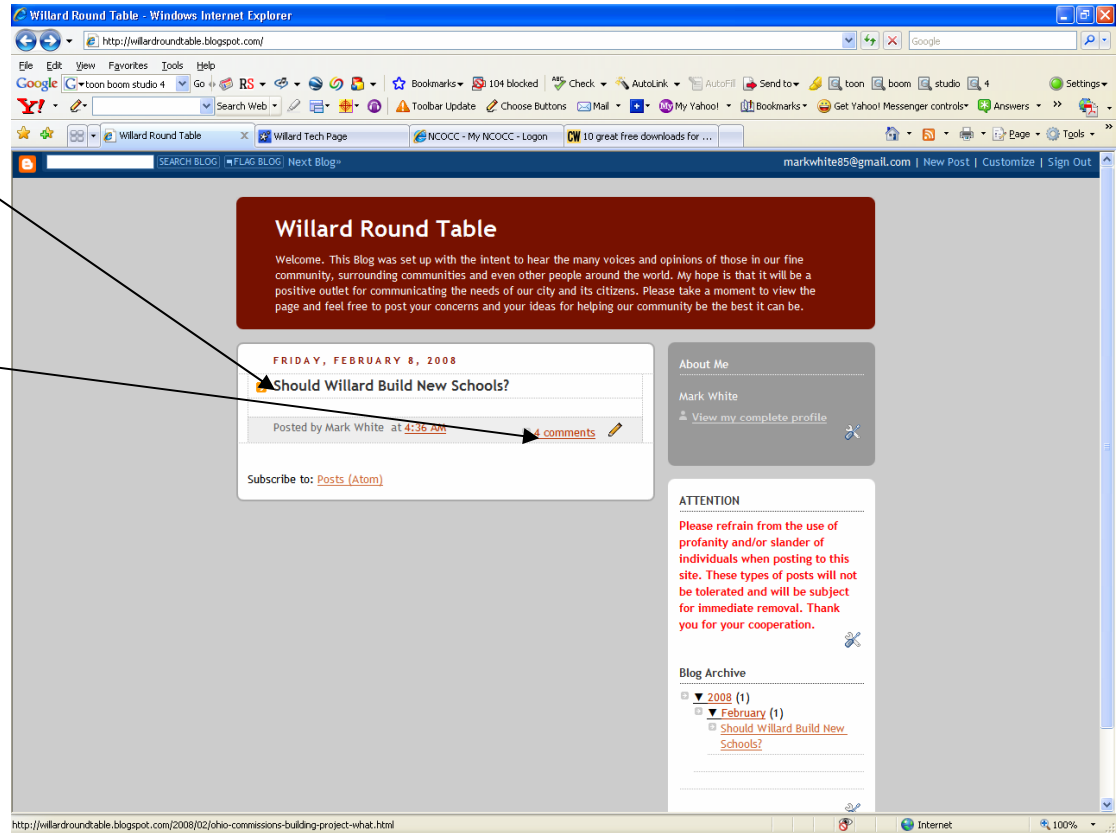 Willard Round Table - Windows Internet Explorer
http://willardroundtable.blogspot.com/
Google
File Edit View Favorites Tools Help
Google G toon boom studio 4 Go RS Bookmarks 104 blocked Check AutoLink AutoFill Send to toon boom studio 4 Settings
Y! Search Web Toolbar Update Choose Buttons Mail My Yahoo! Bookmarks Get Yahoo! Messenger controls Answers
Willard Round Table Willard Tech Page NCOCC - My NCOCC - Logon CW 10 great free downloads for ... Page Tools
SEARCH BLOG FLAG BLOG Next Blog» markwhite85@gmail.com | New Post | Customize | Sign Out
Willard Round Table
Welcome. This Blog was set up with the intent to hear the many voices and opinions of those in our fine
community, surrounding communities and even other people around the world. My hope is that it will be a
positive outlet for communicating the needs of our city and its citizens. Please take a moment to view the
page and feel free to post your concerns and your ideas for helping our community be the best it can be.
FRIDAY, FEBRUARY 8, 2008
Should Willard Build New Schools?
Posted by Mark White at 4:36 AM 4 comments
Subscribe to: Posts (Atom)
About Me
Mark White
View my complete profile
ATTENTION
Please refrain from the use of
profanity and/or slander of
individuals when posting to this
site. These types of posts will not
be tolerated and will be subject
for immediate removal. Thank
you for your cooperation.
Blog Archive
▼ 2008 (1)
▼ February (1)
Should Willard Build New
Schools?
http://willardroundtable.blogspot.com/2008/02/ohio-commissions-building-project-what.html Internet 100%